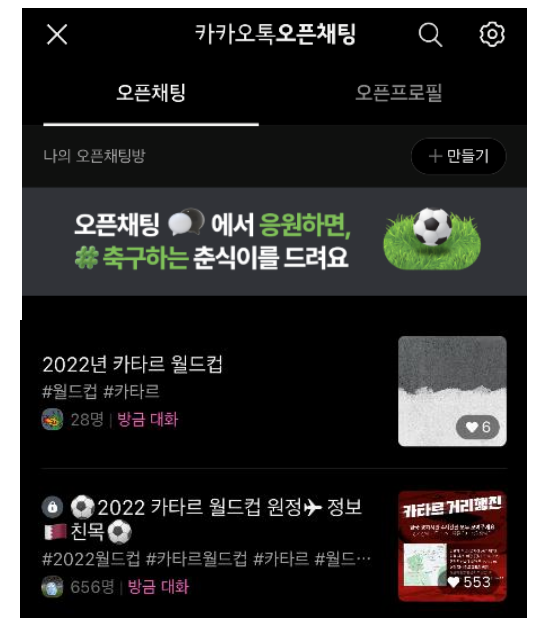 카카오톡오픈채팅
오픈채팅 오픈프로필
나의 오픈채팅방 + 만들기
오픈채팅 에서 응원하면,
# 축구하는 춘식이를 드려요
2022년 카타르 월드컵
#월드컵 #카타르
28명 | 방금 대화
6
2022 카타르 월드컵 원정✈ 정보
친목
#2022월드컵 #카타르월드컵 #카타르 #월드…
656명 | 방금 대화
카타르 거리행진
553